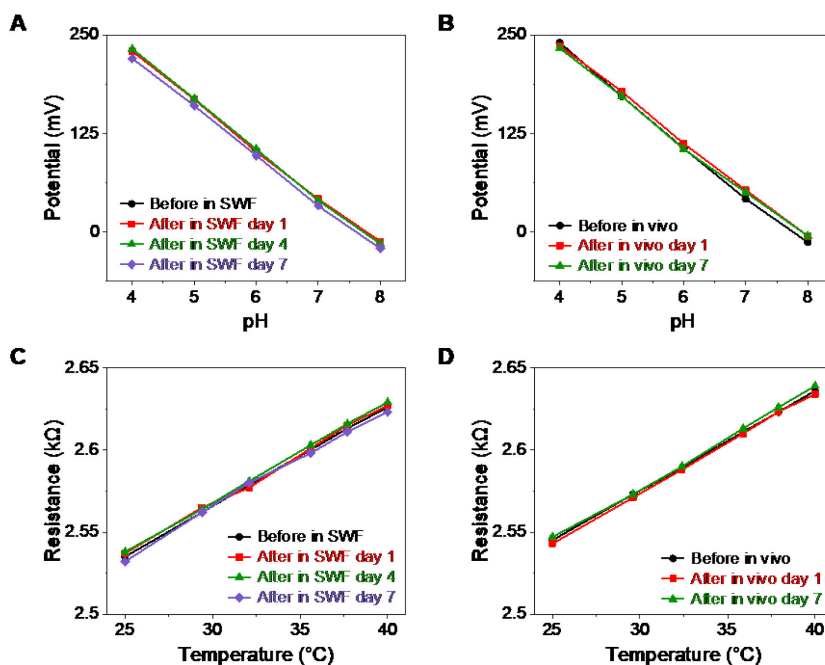 A
250
125
0
Potential (mV)
Before in SWF
After in SWF day 1
After in SWF day 4
After in SWF day 7
4 5 6 7 8
pH
B
250
125
0
Potential (mV)
Before in vivo
After in vivo day 1
After in vivo day 7
4 5 6 7 8
pH
C
2.65
2.6
2.55
2.5
Resistance (kΩ)
Before in SWF
After in SWF day 1
After in SWF day 4
After in SWF day 7
25 30 35 40
Temperature (°C)
D
2.65
2.6
2.55
2.5
Resistance (kΩ)
Before in vivo
After in vivo day 1
After in vivo day 7
25 30 35 40
Temperature (°C)